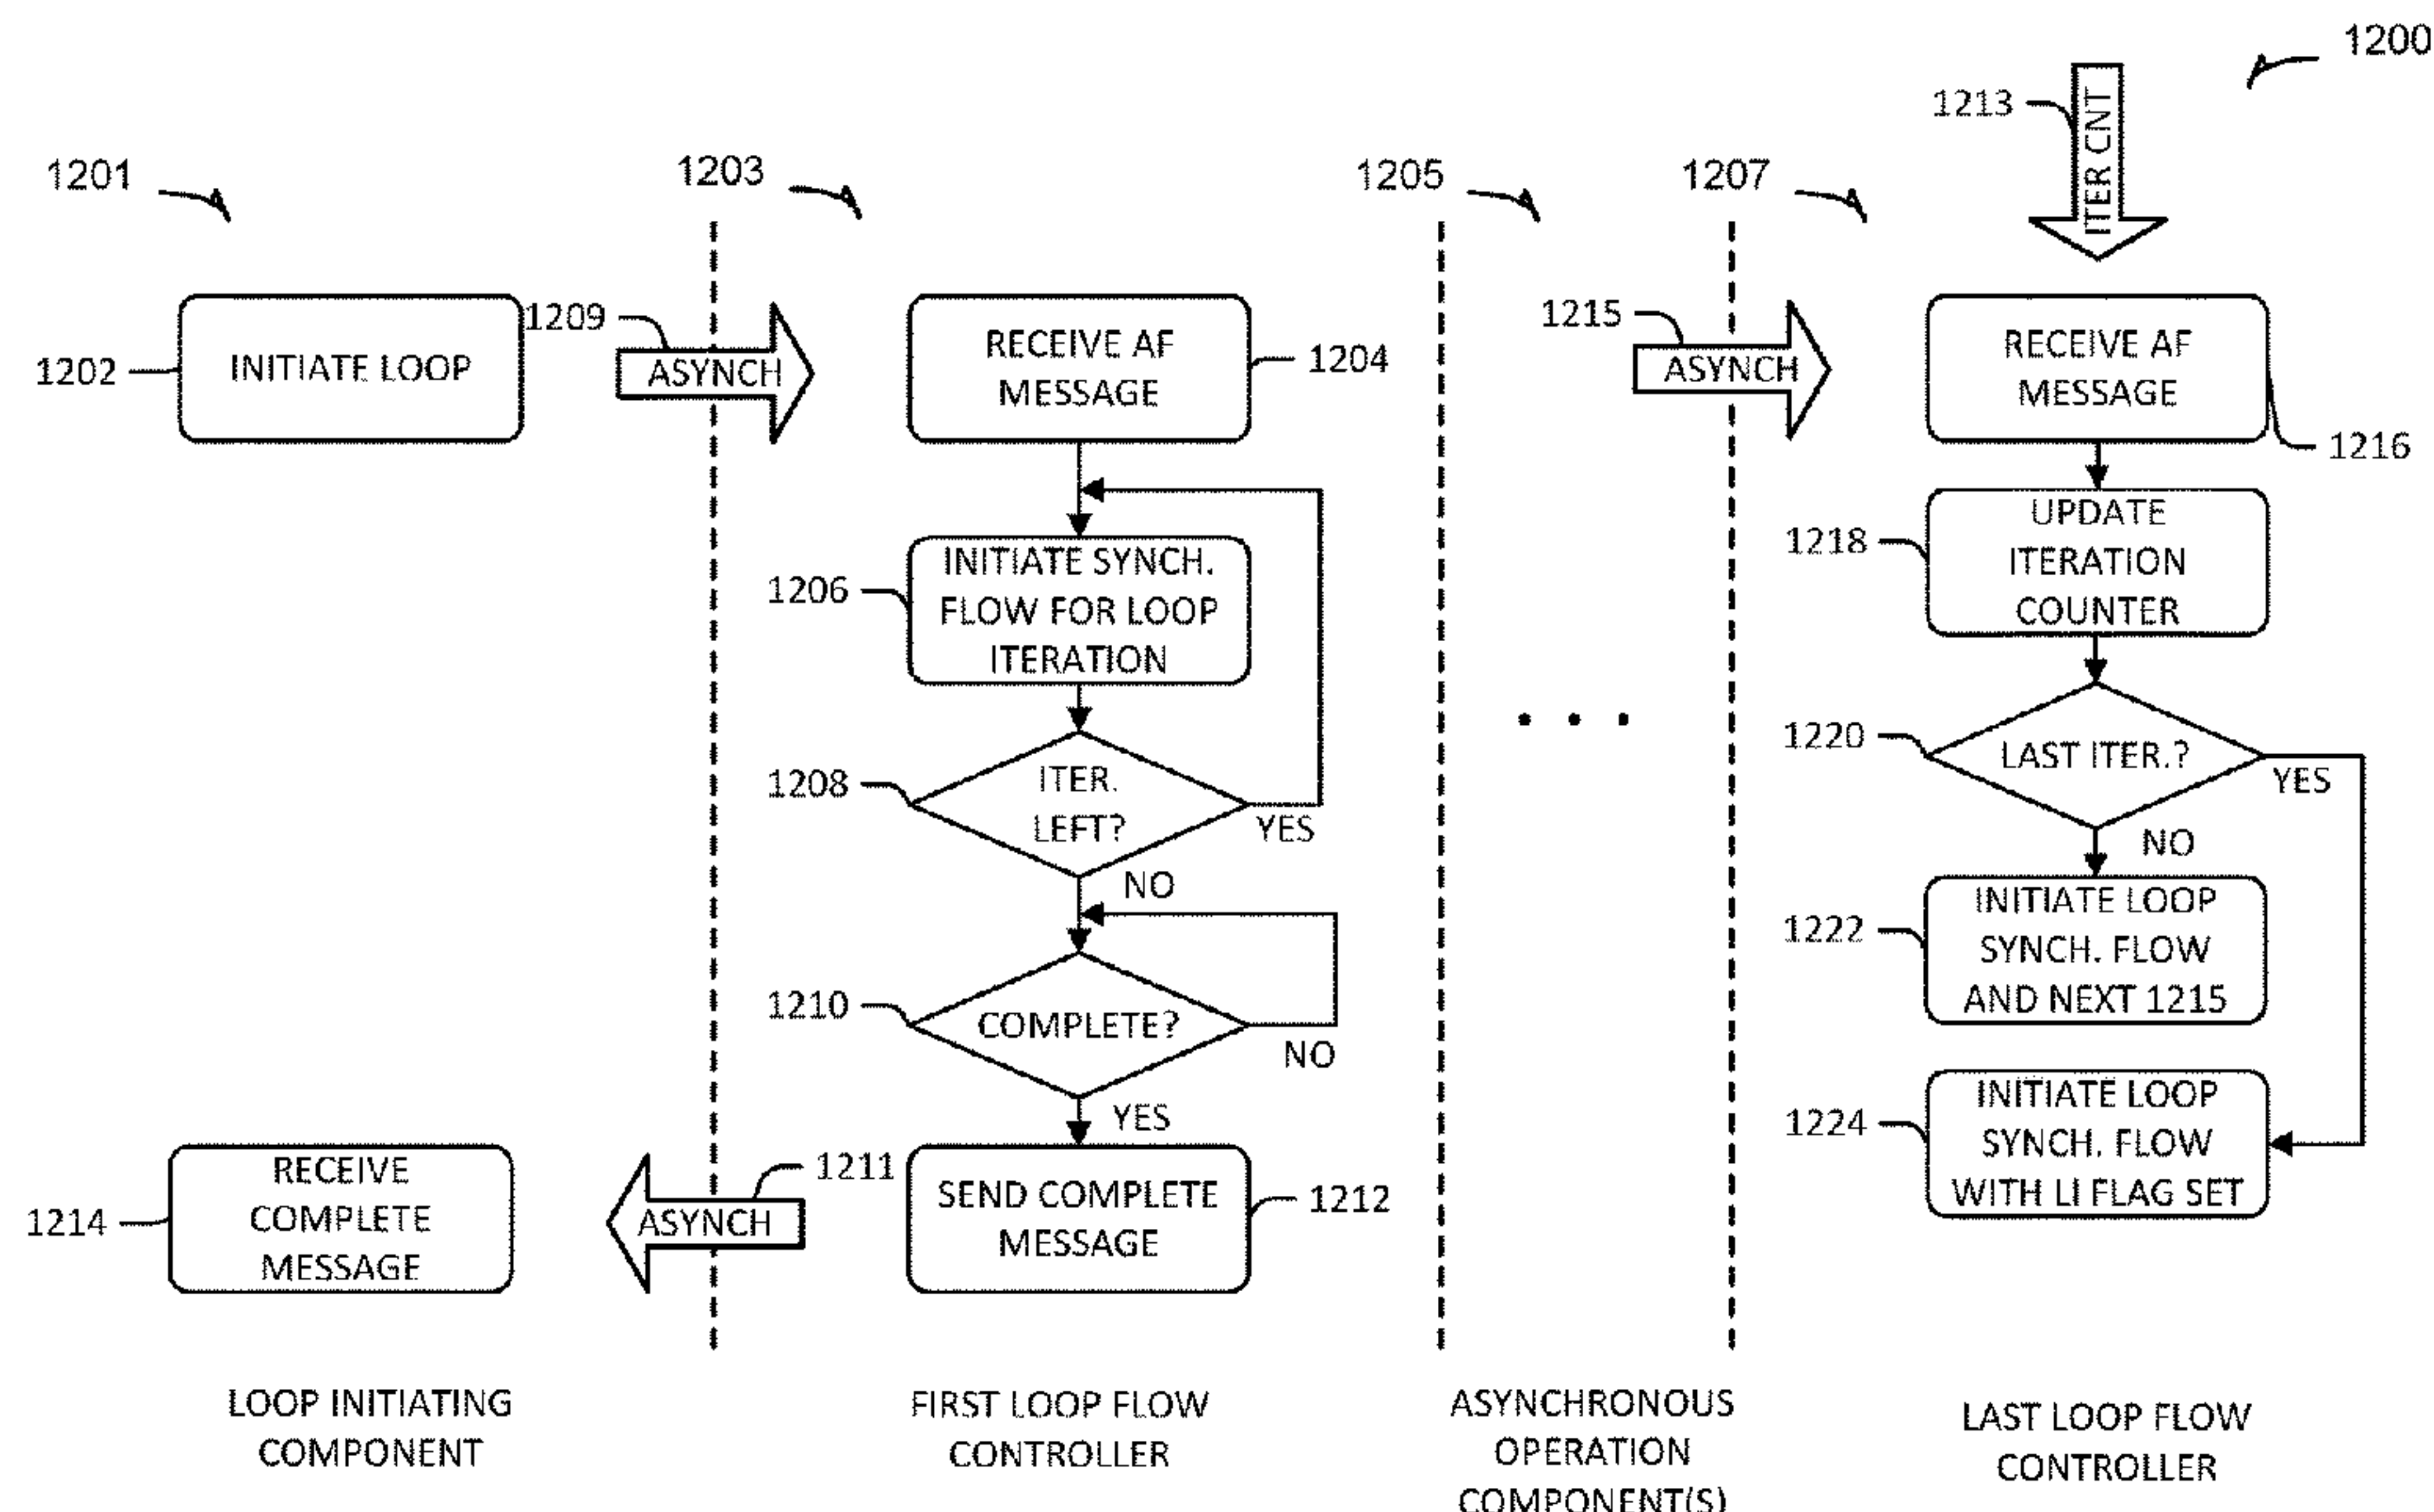 1200
1213
ITER CNT
1201
1203
1205
1207
1202
INITIATE LOOP
1209
ASYNCH
RECEIVE AF
MESSAGE
1204
1206
INITIATE SYNCH.
FLOW FOR LOOP
ITERATION
1208
ITER.
LEFT?
YES
NO
1210
COMPLETE?
NO
YES
1214
RECEIVE
COMPLETE
MESSAGE
1211
ASYNCH
SEND COMPLETE
MESSAGE
1212
. . .
1215
ASYNCH
RECEIVE AF
MESSAGE
1216
1218
UPDATE
ITERATION
COUNTER
1220
LAST ITER.?
YES
NO
1222
INITIATE LOOP
SYNCH. FLOW
AND NEXT 1215
1224
INITIATE LOOP
SYNCH. FLOW
WITH LI FLAG SET
LOOP INITIATING
COMPONENT
FIRST LOOP FLOW
CONTROLLER
ASYNCHRONOUS
OPERATION
COMPONENT(S)
LAST LOOP FLOW
CONTROLLER